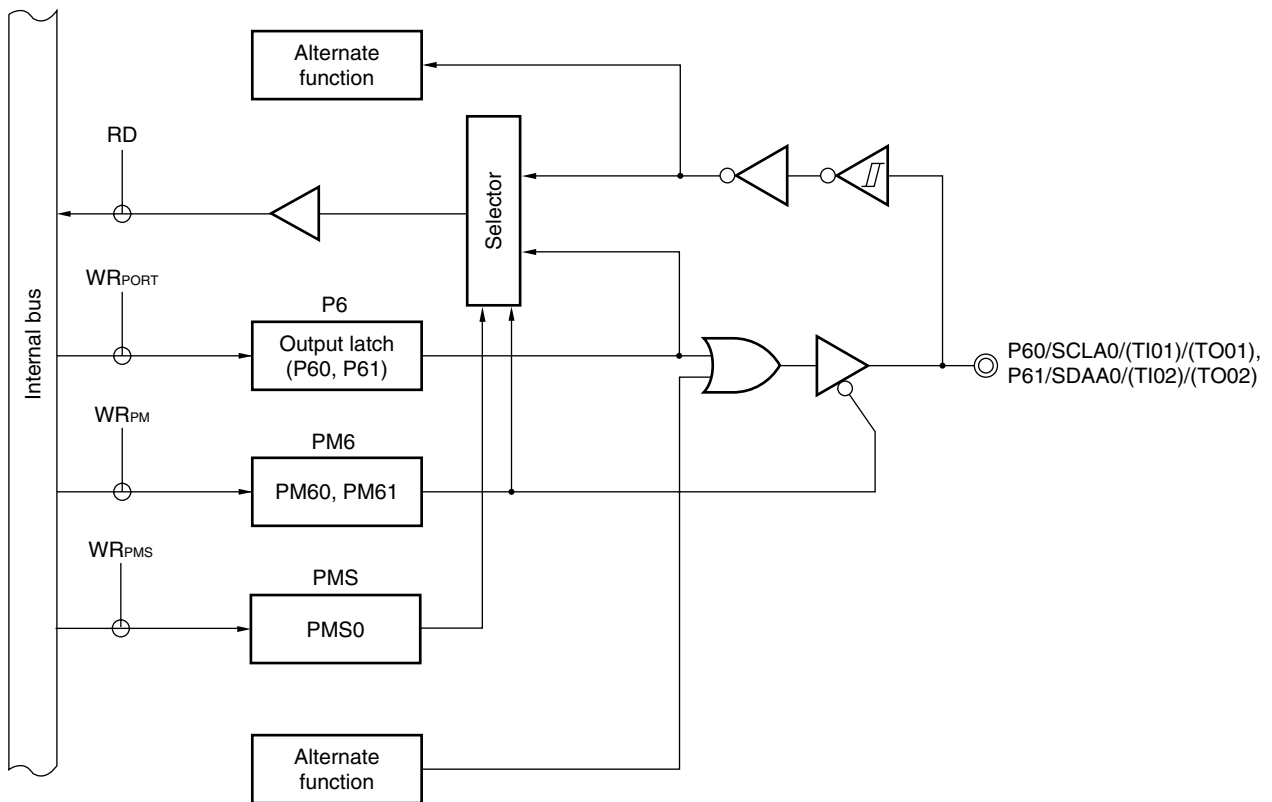 Alternate
function
RD
Selector
WRPORT
P6
Output latch
(P60, P61)
P60/SCLA0/(TI01)/(TO01),
P61/SDAA0/(TI02)/(TO02)
Internal bus
WRPM
PM6
PM60, PM61
WRPMS
PMS
PMS0
Alternate
function